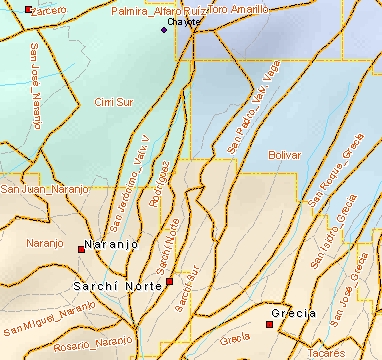 Zarcero
Palmira_Alfaro Ruiz
Toro Amarillo
Chayote
San José_Naranjo
Cirrí Sur
San Pedro_Valv. Vega
Bolivar
San Roque_Grecia
San Juan_Naranjo
San Jerónimo_Valv. V
Rodríguez
San Isidro_Grecia
Naranjo
Naranjo
Sarchí Norte
San José_Grecia
Sarchí Norte
Sarchí Sur
San Miguel_Naranjo
Grecia
Rosario_Naranjo
Grecia
Tacares